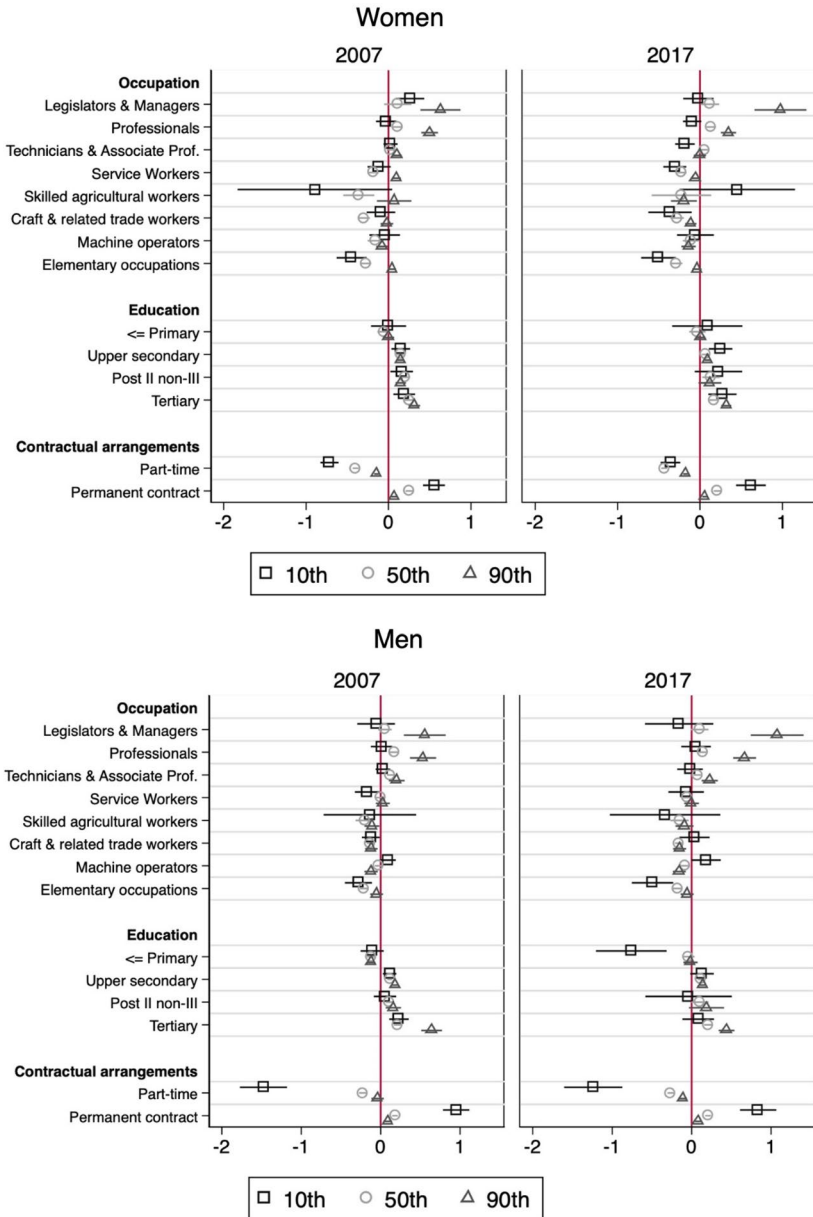 Women
2007 2017
Occupation
Legislators & Managers
Professionals
Technicians & Associate Prof.
Service Workers
Skilled agricultural workers
Craft & related trade workers
Machine operators
Elementary occupations
Education
<= Primary
Upper secondary
Post II non-III
Tertiary
Contractual arrangements
Part-time
Permanent contract
-2 -1 0 1 -2 -1 0 1
10th 50th 90th
Men
2007 2017
Occupation
Legislators & Managers
Professionals
Technicians & Associate Prof.
Service Workers
Skilled agricultural workers
Craft & related trade workers
Machine operators
Elementary occupations
Education
<= Primary
Upper secondary
Post II non-III
Tertiary
Contractual arrangements
Part-time
Permanent contract
-2 -1 0 1 -2 -1 0 1
10th 50th 90th